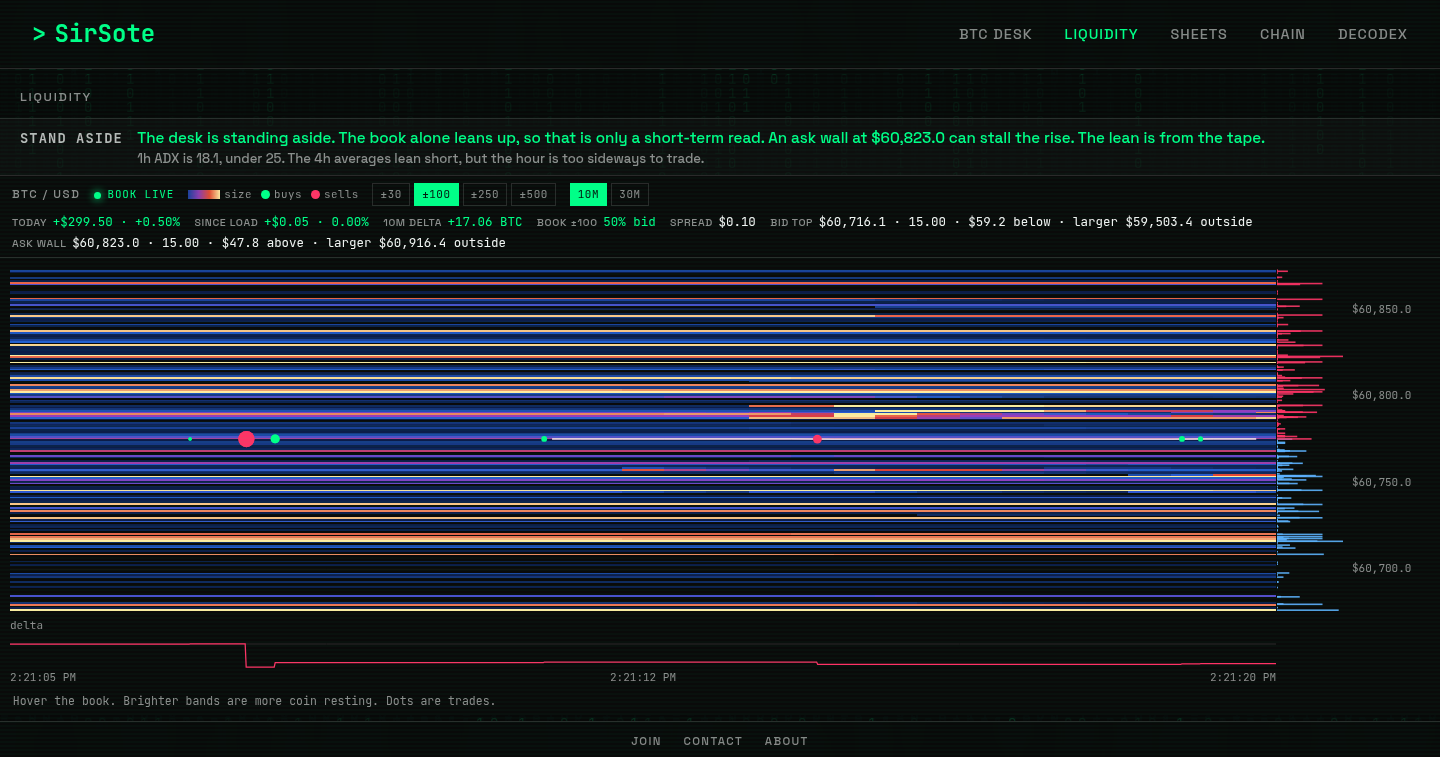 > SirSote
BTC DESK LIQUIDITY SHEETS CHAIN DECODEX
LIQUIDITY
STAND ASIDE The desk is standing aside. The book alone leans up, so that is only a short-term read. An ask wall at $60,823.0 can stall the rise. The lean is from the tape.
1h ADX is 18.1, under 25. The 4h averages lean short, but the hour is too sideways to trade.
BTC / USD BOOK LIVE size buys sells ±30 ±100 ±250 ±500 10M 30M
TODAY +$299.50 · +0.50% SINCE LOAD +$0.05 · 0.00% 10M DELTA +17.06 BTC BOOK ±100 50% bid SPREAD $0.10 BID TOP $60,716.1 · 15.00 · $59.2 below · larger $59,503.4 outside
ASK WALL $60,823.0 · 15.00 · $47.8 above · larger $60,916.4 outside
$60,850.0
$60,800.0
$60,750.0
$60,700.0
delta
2:21:05 PM 2:21:12 PM 2:21:20 PM
Hover the book. Brighter bands are more coin resting. Dots are trades.
JOIN CONTACT ABOUT